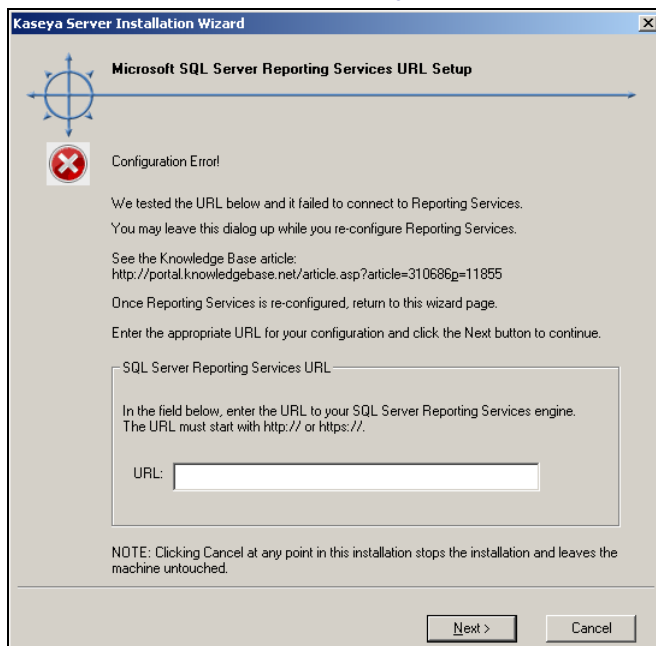 Kaseya Server Installation Wizard
Microsoft SQL Server Reporting Services URL Setup
Configuration Error!
We tested the URL below and it failed to connect to Reporting Services.
You may leave this dialog up while you re-configure Reporting Services.
See the Knowledge Base article:
http://portal.knowledgebase.net/article.asp?article=310686p=11855
Once Reporting Services is re-configured, return to this wizard page.
Enter the appropriate URL for your configuration and click the Next button to continue.
SQL Server Reporting Services URL
In the field below, enter the URL to your SQL Server Reporting Services engine.
The URL must start with http:// or https://.
URL:
NOTE: Clicking Cancel at any point in this installation stops the installation and leaves the
machine untouched.
Next > Cancel